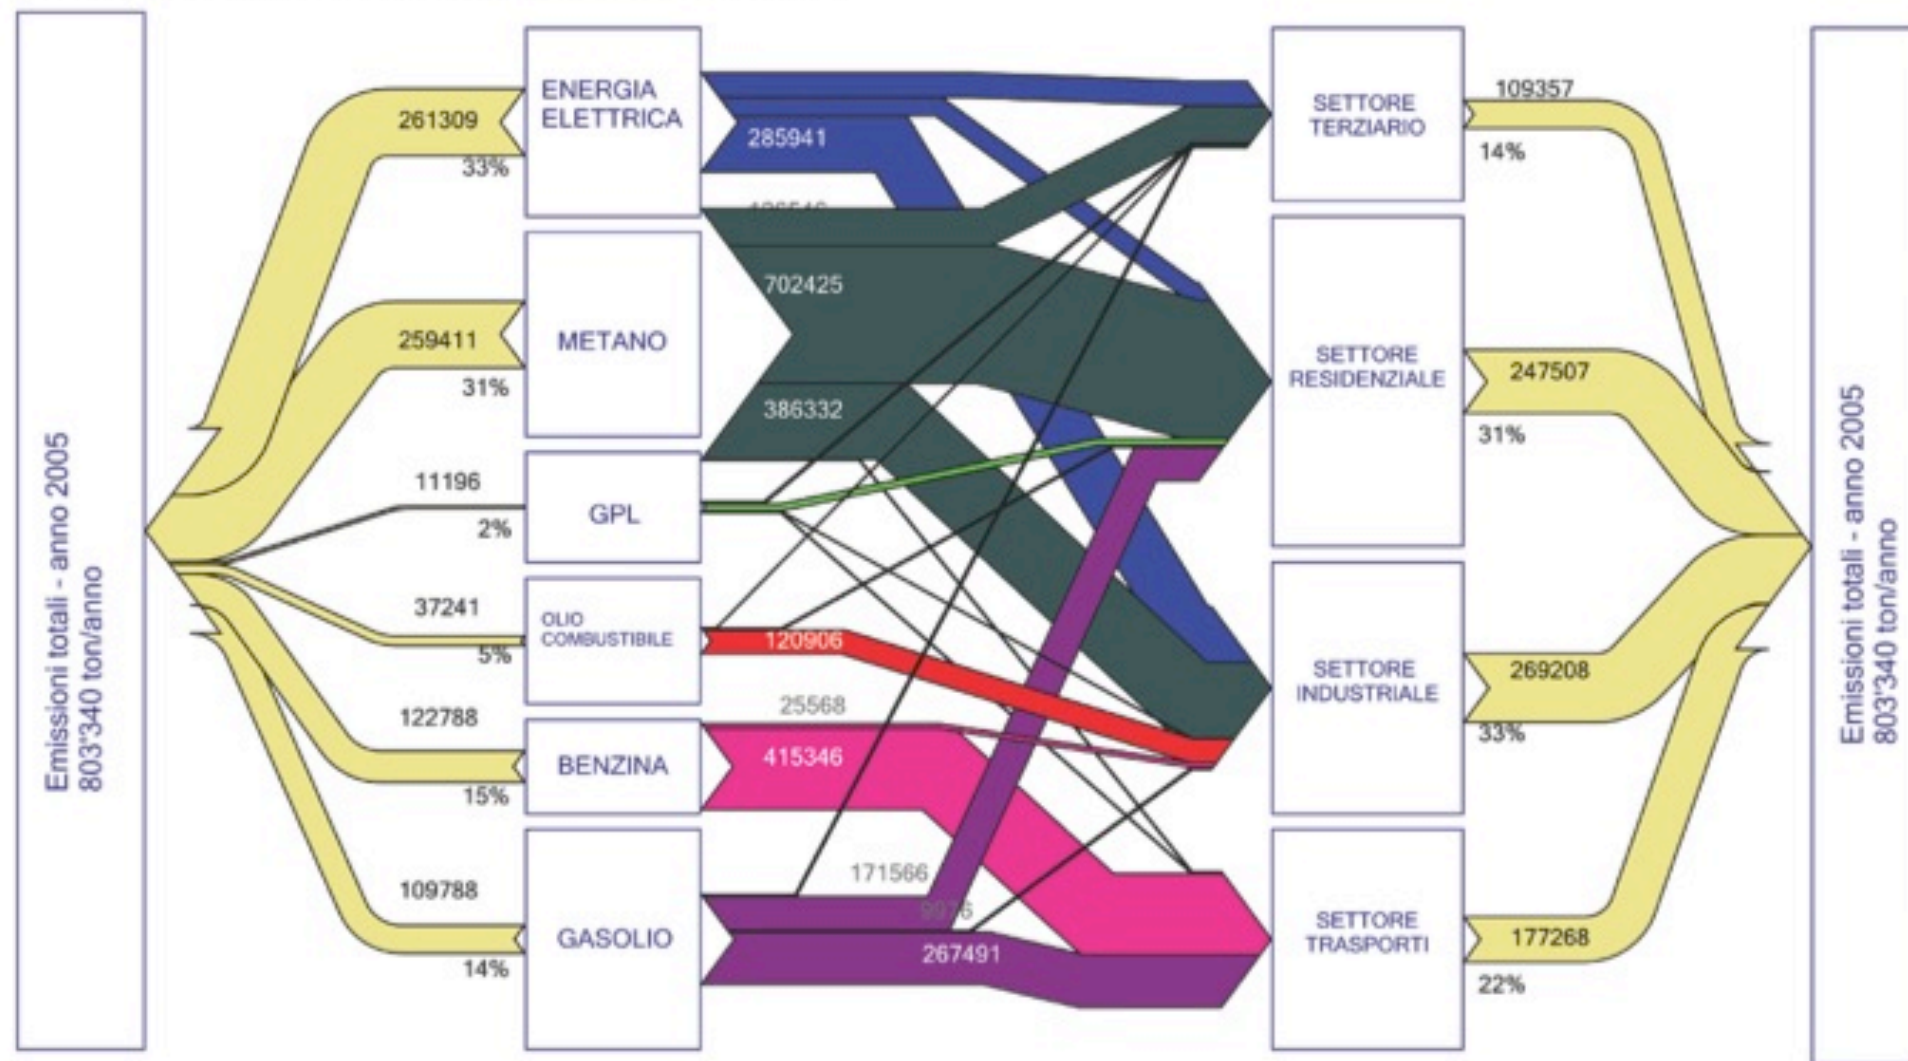 Emissioni totali - anno 2005
803'340 ton/anno
261309
33%
259411
31%
11196
2%
37241
5%
122788
15%
109788
14%
ENERGIA
ELETTRICA
METANO
GPL
OLIO
COMBUSTIBILE
BENZINA
GASOLIO
285941
702425
386332
120906
25568
415346
171566
9976
267491
SETTORE
TERZIARIO
SETTORE
RESIDENZIALE
SETTORE
INDUSTRIALE
SETTORE
TRASPORTI
109357
14%
247507
31%
269208
33%
177268
22%
Emissioni totali - anno 2005
803'340 ton/anno